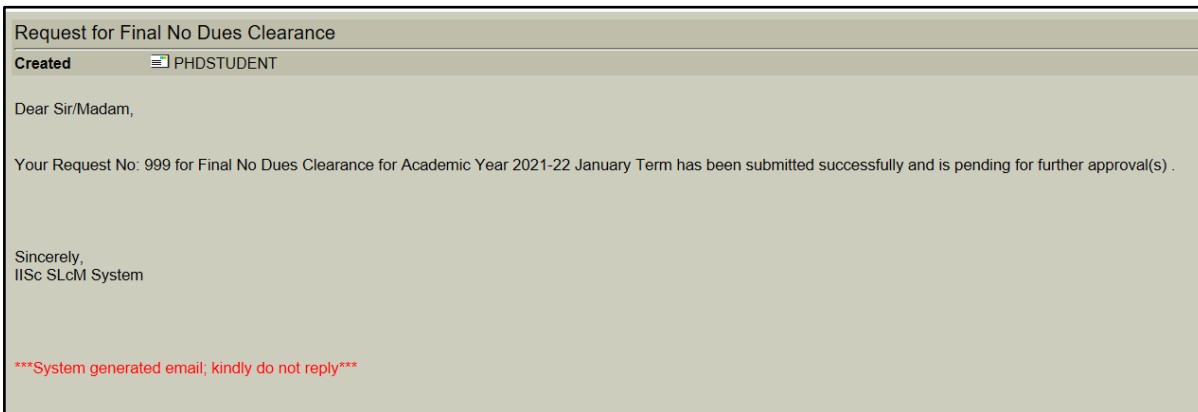 Request for Final No Dues Clearance
Created PHDSTUDENT
Dear Sir/Madam,
Your Request No: 999 for Final No Dues Clearance for Academic Year 2021-22 January Term has been submitted successfully and is pending for further approval(s) .
Sincerely,
IISc SLcM System
***System generated email; kindly do not reply***